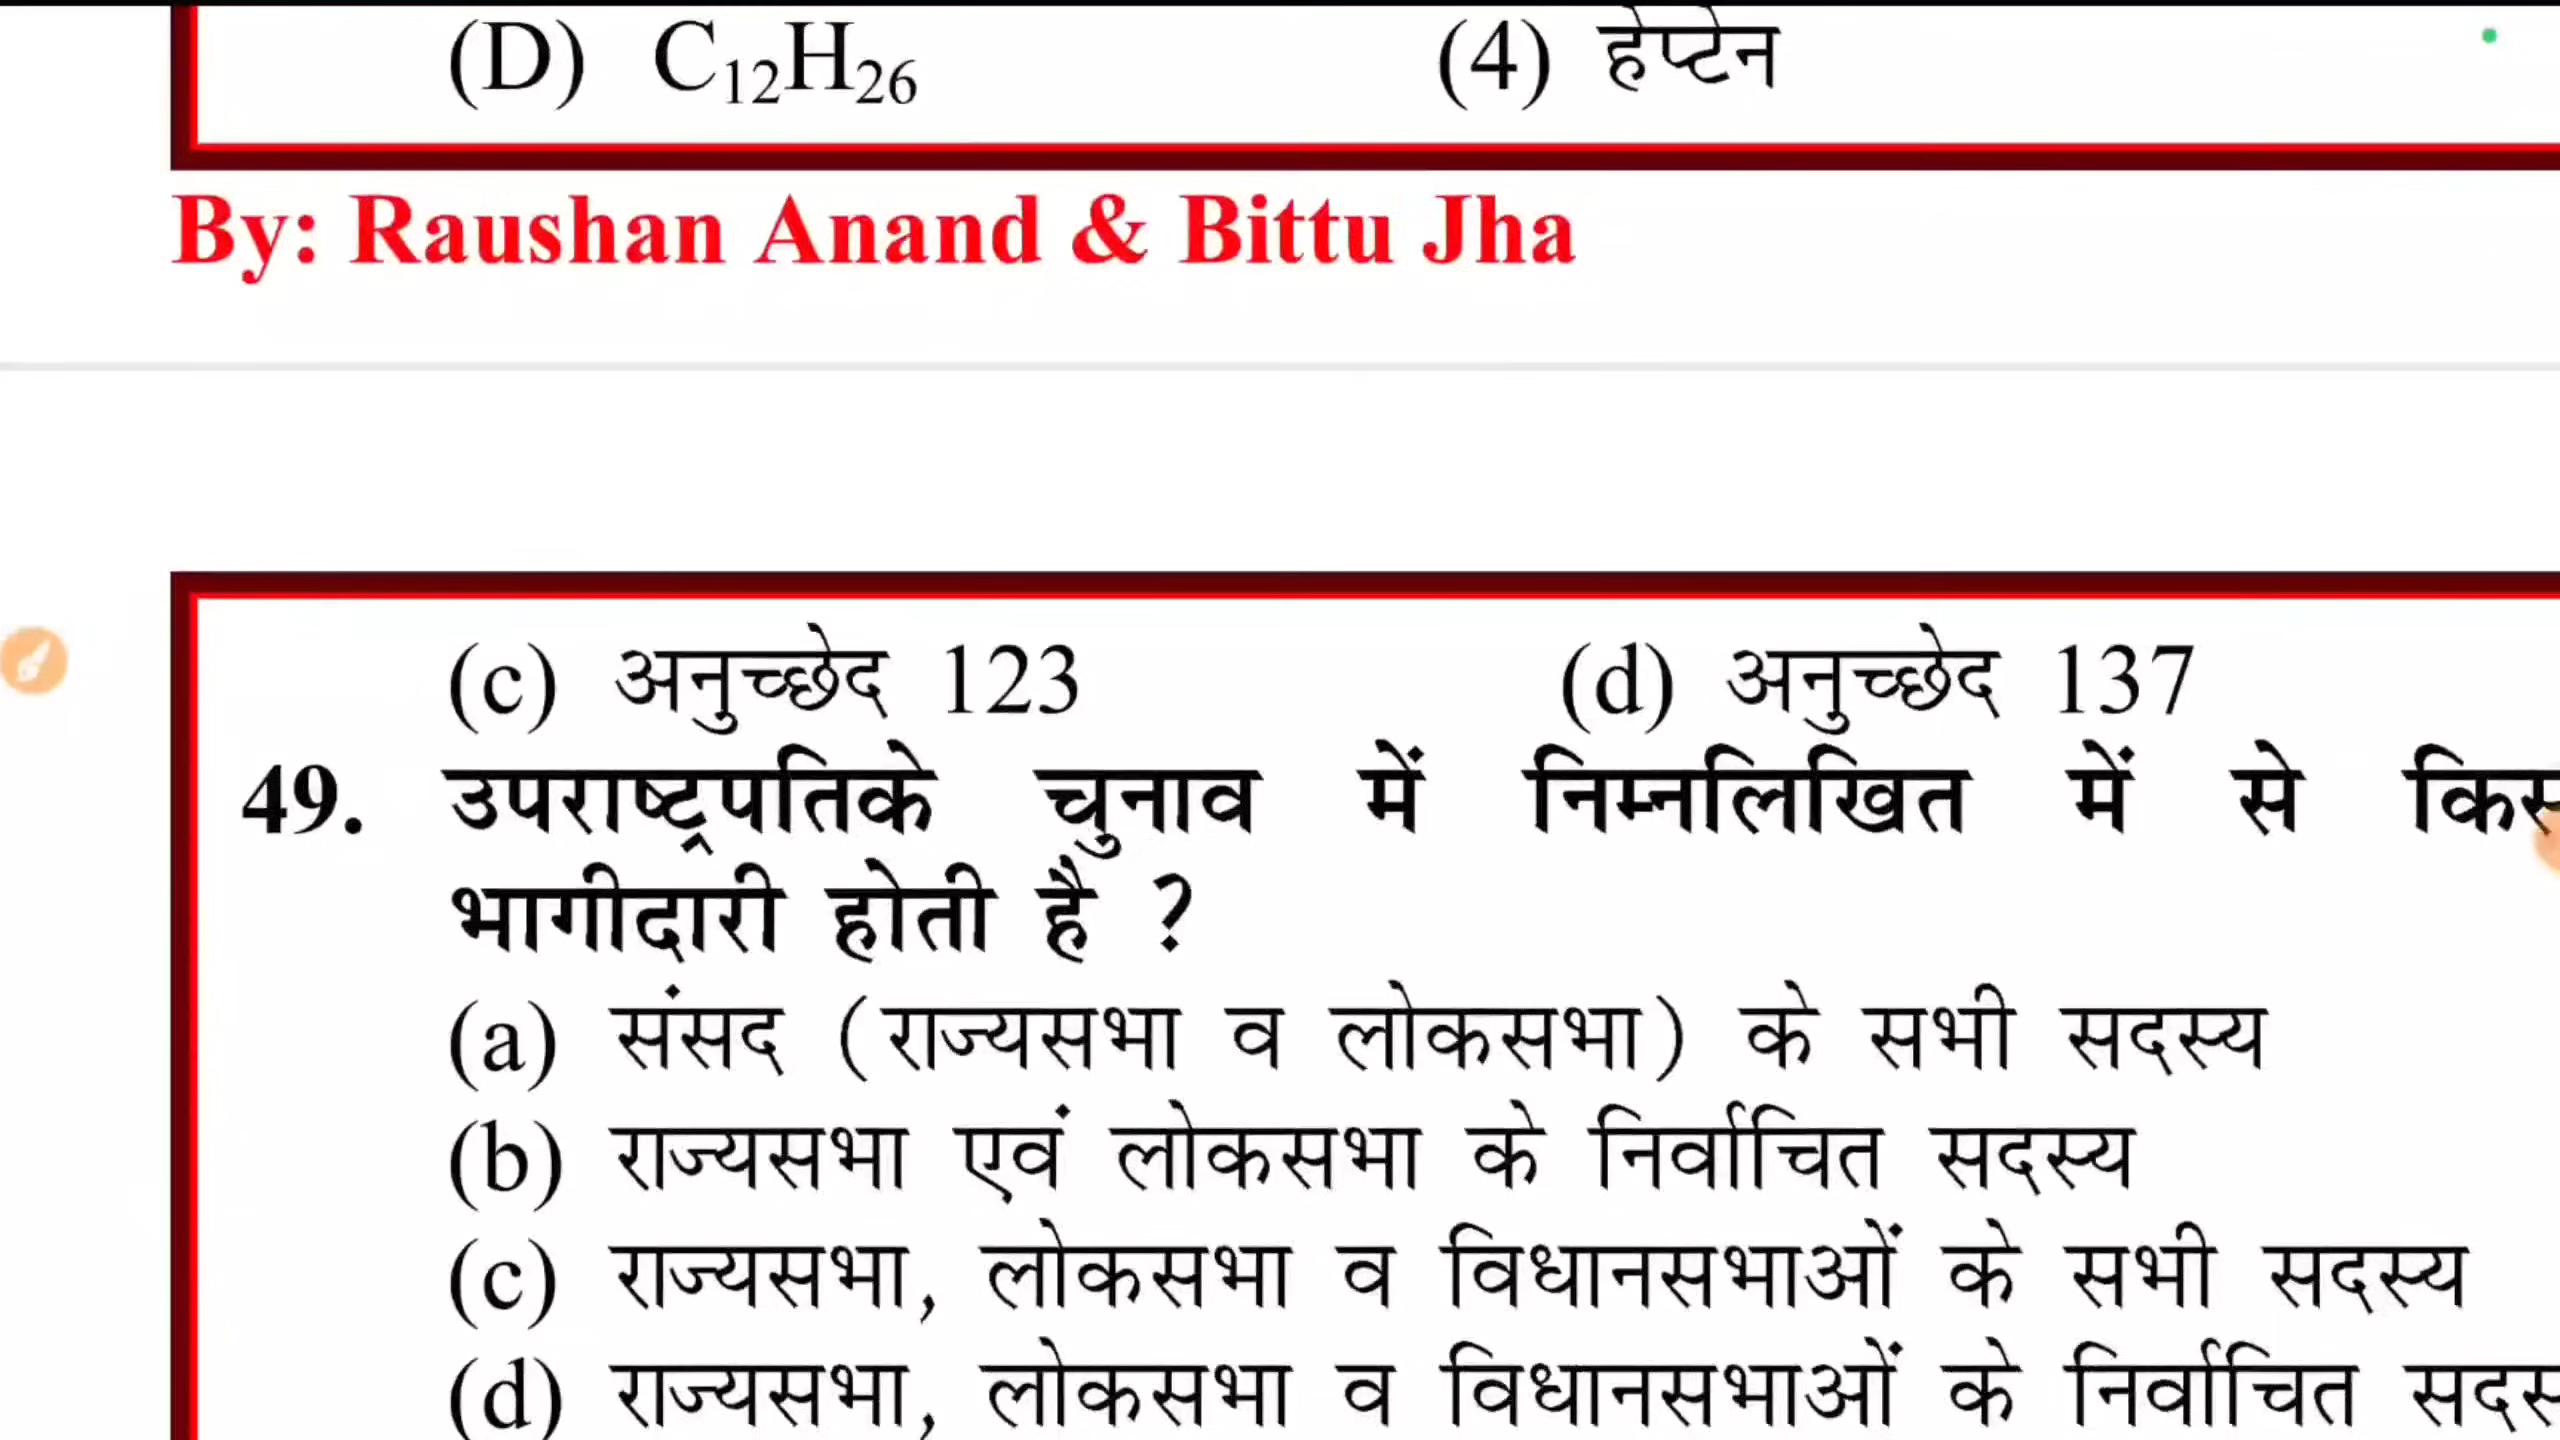 (D) C₁₂H₂₆ (4) हेप्टेन
By: Raushan Anand & Bittu Jha
(c) अनुच्छेद 123 (d) अनुच्छेद 137
49. उपराष्ट्रपतिके चुनाव में निम्नलिखित में से
भागीदारी होती है ?
(a) संसद (राज्यसभा व लोकसभा) के सभी सदस्य
(b) राज्यसभा एवं लोकसभा के निर्वाचित सदस्य
(c) राज्यसभा, लोकसभा व विधानसभाओं के सभी सदस्य
(d) राज्यसभा, लोकसभा व विधानसभाओं के निर्वाचित